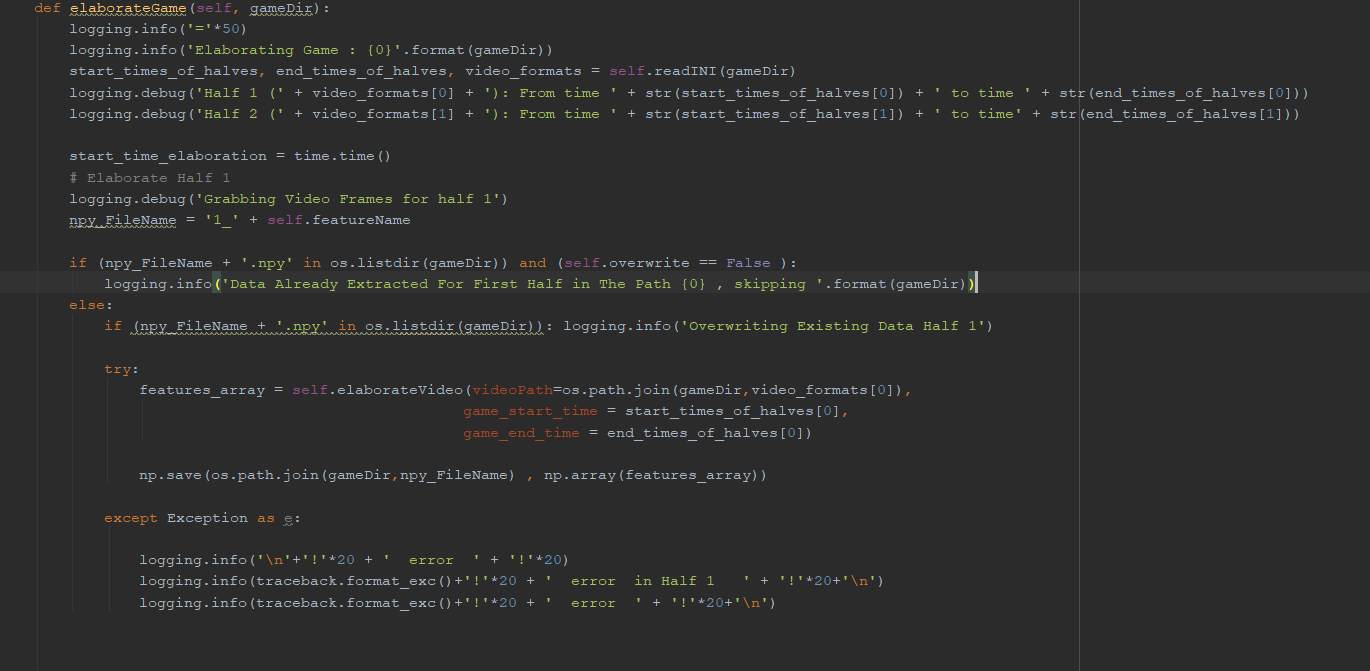 def elaborateGame(self, gameDir):
    logging.info('='*50)
    logging.info('Elaborating Game : {0}'.format(gameDir))
    start_times_of_halves, end_times_of_halves, video_formats = self.readINI(gameDir)
    logging.debug('Half 1 (' + video_formats[0] + '): From time ' + str(start_times_of_halves[0]) + ' to time ' + str(end_times_of_halves[0]))
    logging.debug('Half 2 (' + video_formats[1] + '): From time ' + str(start_times_of_halves[1]) + ' to time' + str(end_times_of_halves[1]))

    start_time_elaboration = time.time()
    # Elaborate Half 1
    logging.debug('Grabbing Video Frames for half 1')
    npy_FileName = '1_' + self.featureName

    if (npy_FileName + '.npy' in os.listdir(gameDir)) and (self.overwrite == False ):
        logging.info('Data Already Extracted For First Half in The Path {0} , skipping '.format(gameDir))
    else:
        if (npy_FileName + '.npy' in os.listdir(gameDir)): logging.info('Overwriting Existing Data Half 1')

        try:
            features_array = self.elaborateVideo(videoPath=os.path.join(gameDir,video_formats[0]),
                                                game_start_time = start_times_of_halves[0],
                                                game_end_time = end_times_of_halves[0])

            np.save(os.path.join(gameDir,npy_FileName) , np.array(features_array))

        except Exception as e:

            logging.info('\n'+'!'*20 + '  error  ' + '!'*20)
            logging.info(traceback.format_exc()+'!'*20 + '  error  in Half 1   ' + '!'*20+'\n')
            logging.info(traceback.format_exc()+'!'*20 + '  error  ' + '!'*20+'\n')